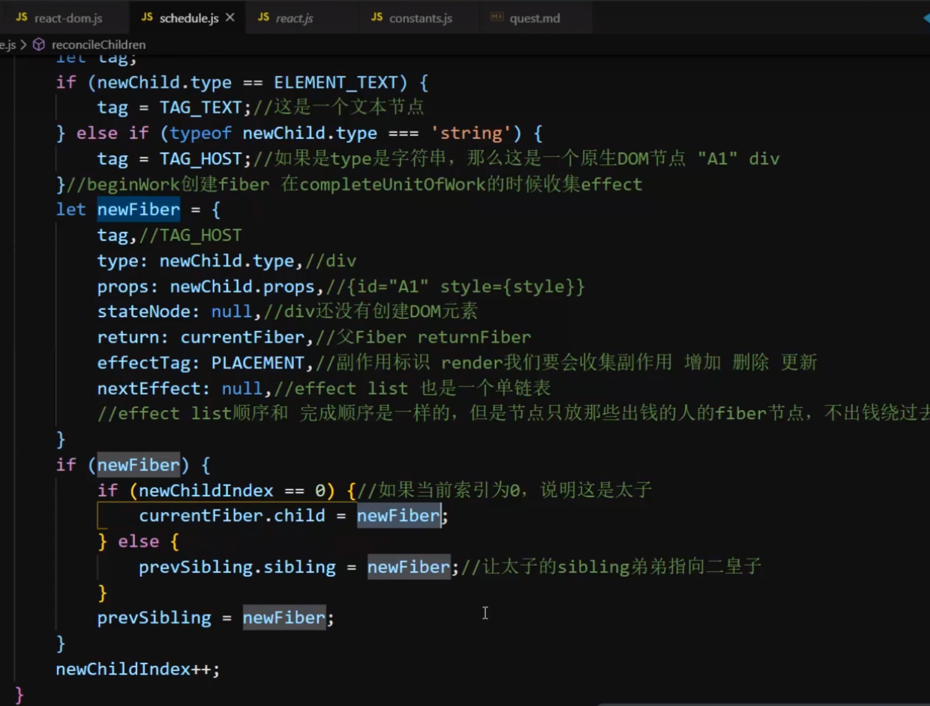 JS react-dom.js JS schedule.js × JS react.js JS constants.js quest.md
e.js > reconcileChildren
let tag;
if (newChild.type == ELEMENT_TEXT) {
tag = TAG_TEXT;//这是一个文本节点
} else if (typeof newChild.type === 'string') {
tag = TAG_HOST;//如果是type是字符串，那么这是一个原生DOM节点 "A1" div
}//beginWork创建fiber 在completeUnitOfWork的时候收集effect
let newFiber = {
tag,//TAG_HOST
type: newChild.type,//div
props: newChild.props,//{id="A1" style={style}}
stateNode: null,//div还没有创建DOM元素
return: currentFiber,//父Fiber returnFiber
effectTag: PLACEMENT,//副作用标识 render我们要会收集副作用 增加 删除 更新
nextEffect: null,//effect list 也是一个单链表
//effect list顺序和 完成顺序是一样的，但是节点只放那些出钱的人的fiber节点，不出钱绕过去
}
if (newFiber) {
if (newChildIndex == 0) {//如果当前索引为0，说明这是太子
currentFiber.child = newFiber;
} else {
prevSibling.sibling = newFiber;//让太子的sibling弟弟指向二皇子
}
prevSibling = newFiber;
}
newChildIndex++;
}